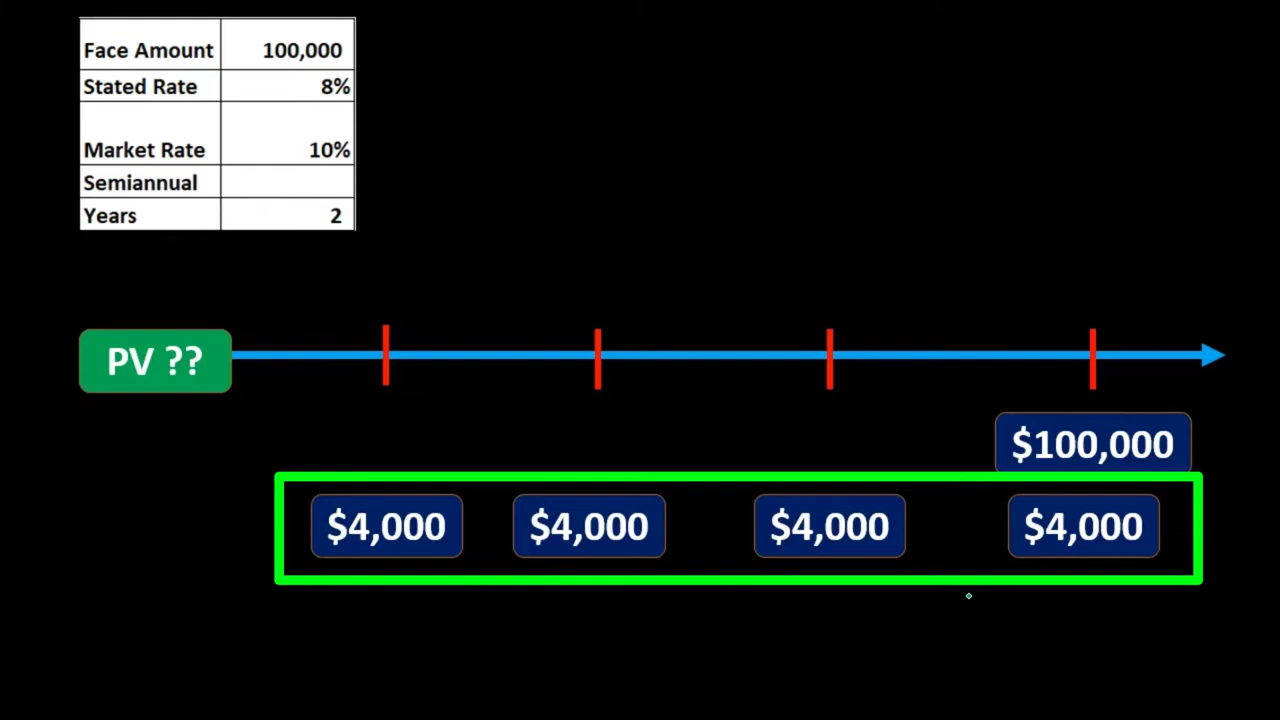 Face Amount 100,000
Stated Rate 8%
Market Rate 10%
Semiannual
Years 2
PV ??
$100,000
$4,000 $4,000 $4,000 $4,000